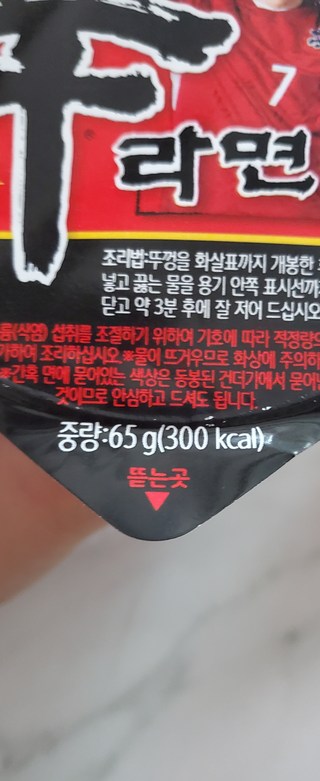 7
라면
조리법:뚜껑을 화살표까지 개봉한
넣고 끓는 물을 용기 안쪽 표시선까
닫고 약 3분 후에 잘 저어 드십시오
(식염) 섭취를 조절하기 위하여 기호에 따라 적정량
하여 조리하십시오.※물이 뜨거우므로 화상에 주의하
※간혹 면에 묻어있는 색상은 동봉된 건더기에서 묻어
것이므로 안심하고 드셔도 됩니다.
중량:65 g(300 kcal)
뜯는곳